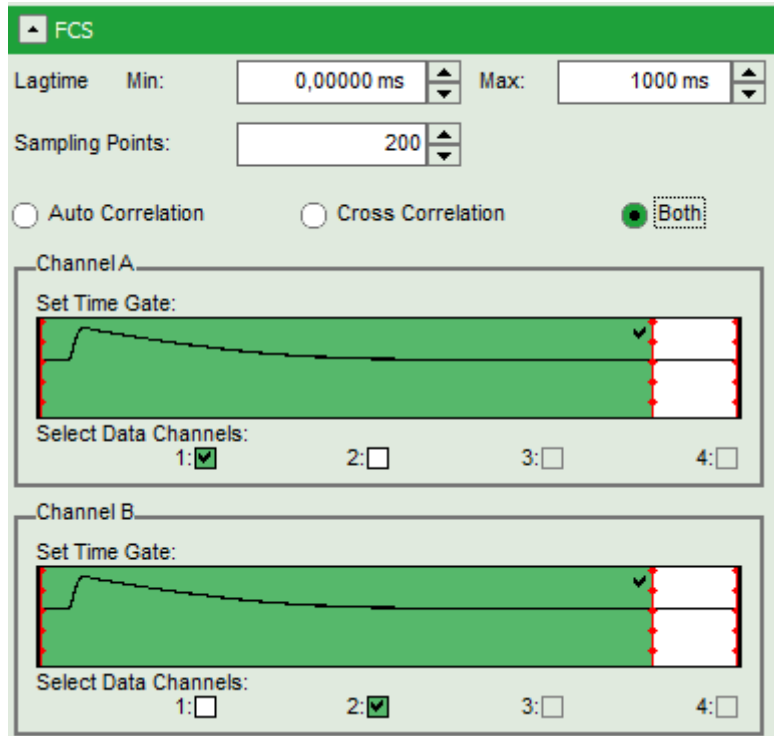 FCS
Lagtime Min: 0,00000 ms Max: 1000 ms
Sampling Points: 200
Auto Correlation Cross Correlation Both
Channel A
Set Time Gate:
Select Data Channels:
1: 2: 3: 4:
Channel B
Set Time Gate:
Select Data Channels:
1: 2: 3: 4: